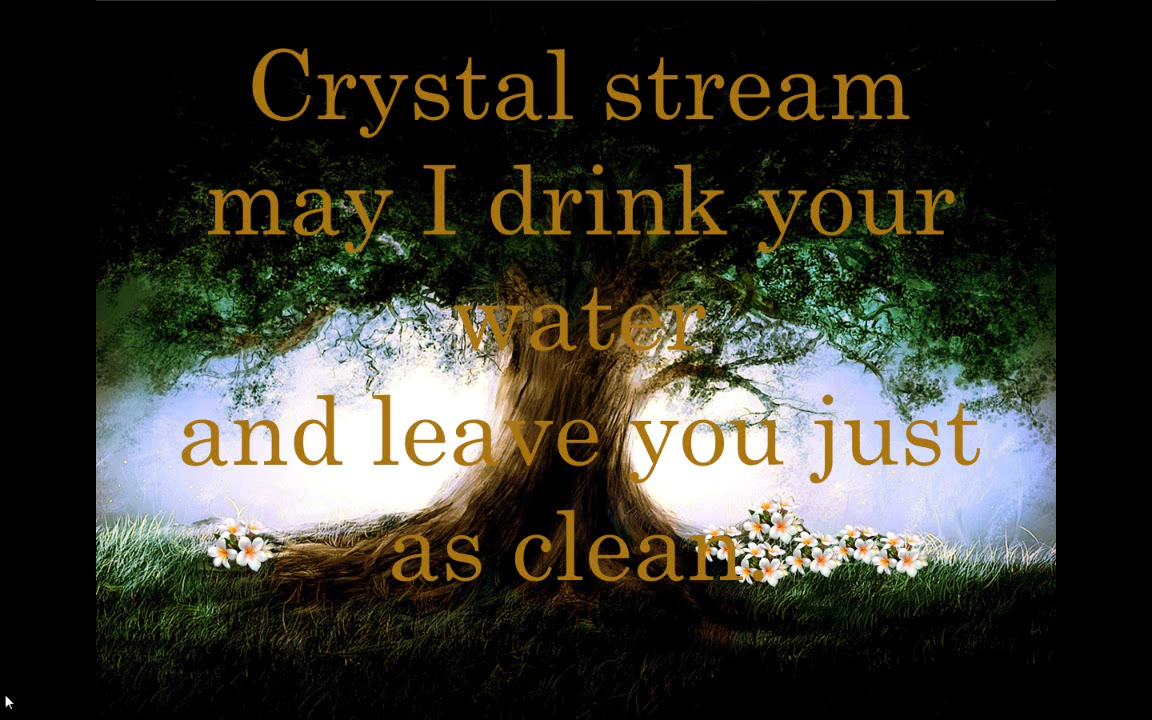 Crystal stream
may I drink your
water
and leave you just
as clean.